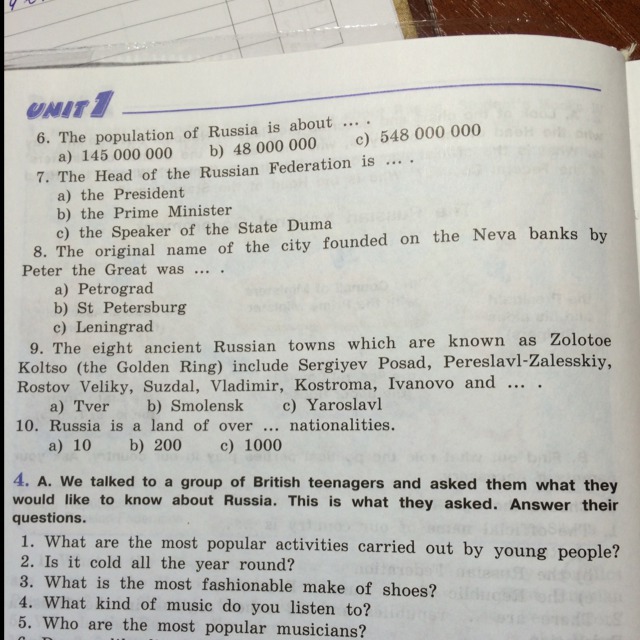 UNIT 1
6. The population of Russia is about ... .
a) 145 000 000 b) 48 000 000 c) 548 000 000
7. The Head of the Russian Federation is ... .
a) the President
b) the Prime Minister
c) the Speaker of the State Duma
8. The original name of the city founded on the Neva banks by
Peter the Great was ... .
a) Petrograd
b) St Petersburg
c) Leningrad
9. The eight ancient Russian towns which are known as Zolotoe
Koltso (the Golden Ring) include Sergiyev Posad, Pereslavl-Zalesskiy,
Rostov Veliky, Suzdal, Vladimir, Kostroma, Ivanovo and ... .
a) Tver b) Smolensk c) Yaroslavl
10. Russia is a land of over ... nationalities.
a) 10 b) 200 c) 1000
4. A. We talked to a group of British teenagers and asked them what they
would like to know about Russia. This is what they asked. Answer their
questions.
1. What are the most popular activities carried out by young people?
2. Is it cold all the year round?
3. What is the most fashionable make of shoes?
4. What kind of music do you listen to?
5. Who are the most popular musicians?